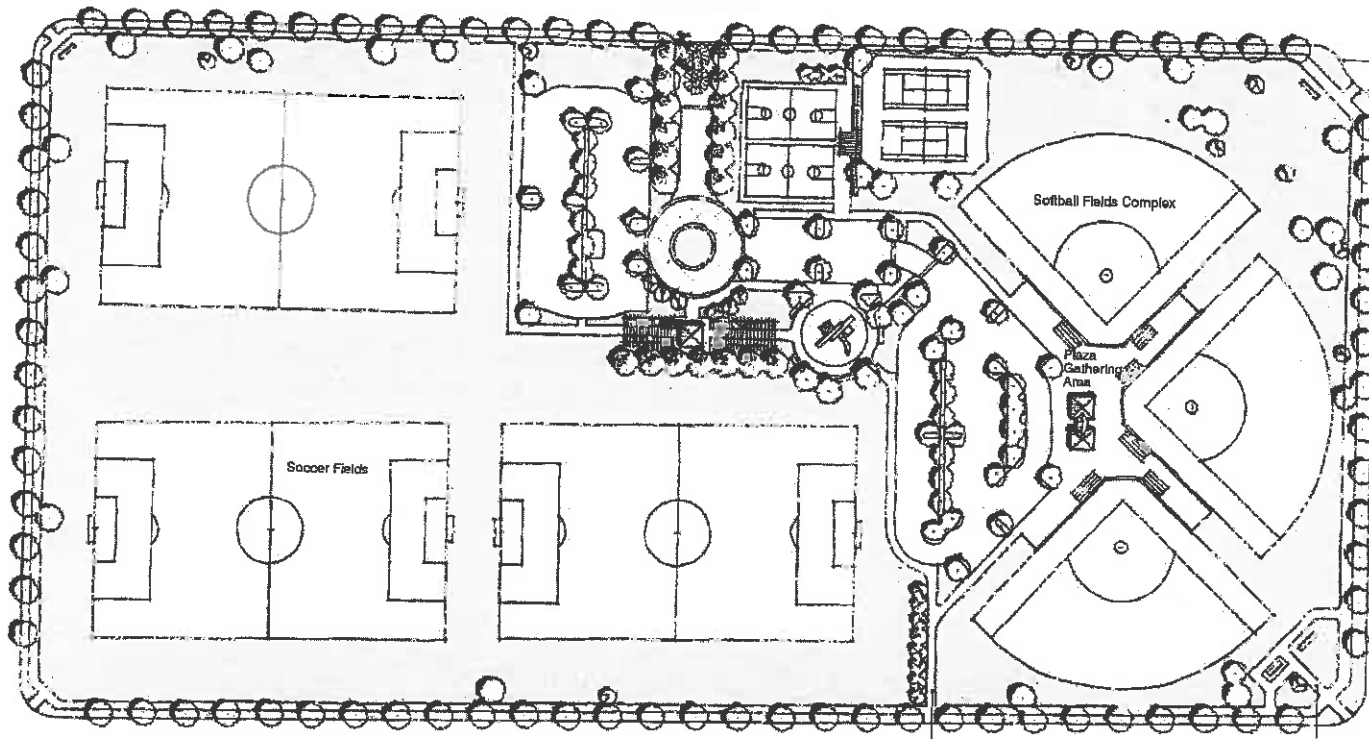 Softball Fields Complex
Plaza
Gathering
Area
Soccer Fields